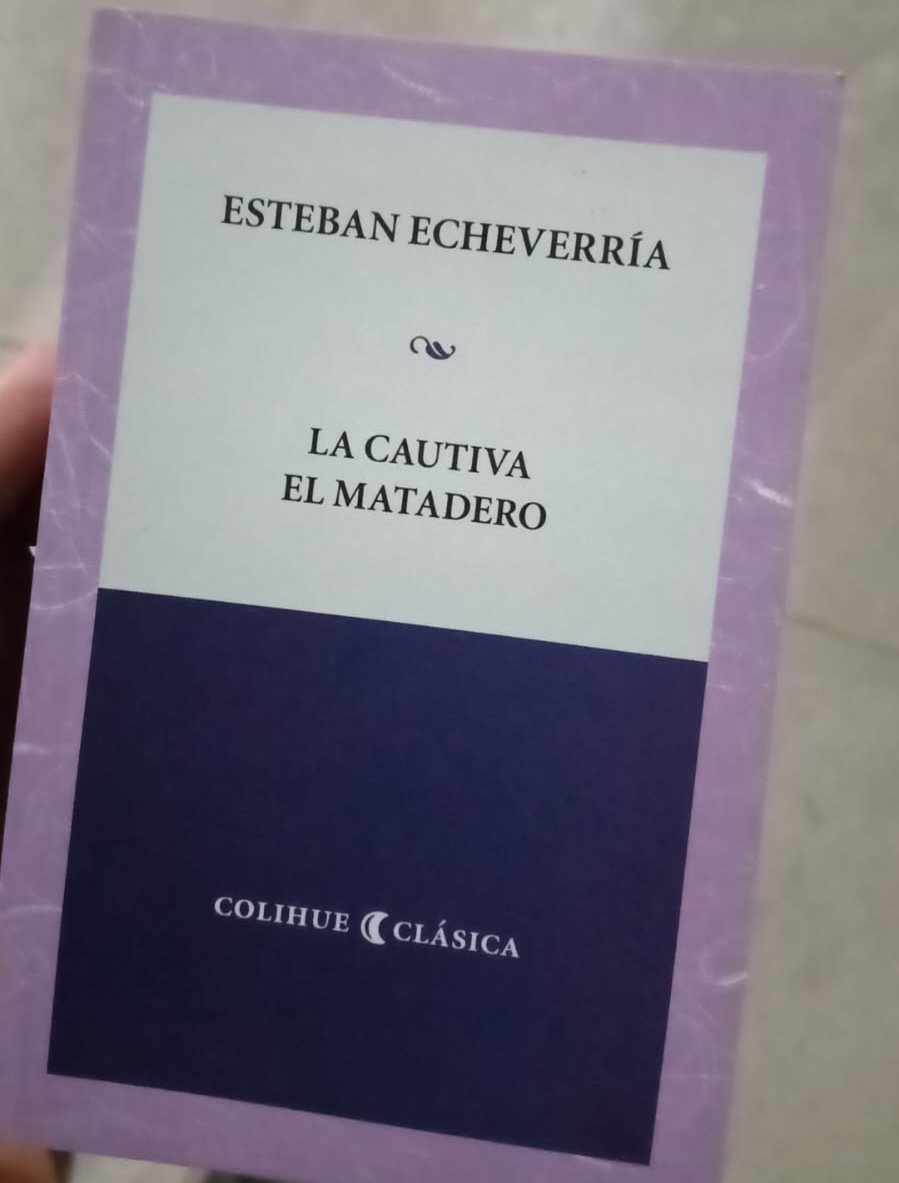 ESTEBAN ECHEVERRÍA
LA CAUTIVA
EL MATADERO
COLIHUE CLÁSICA